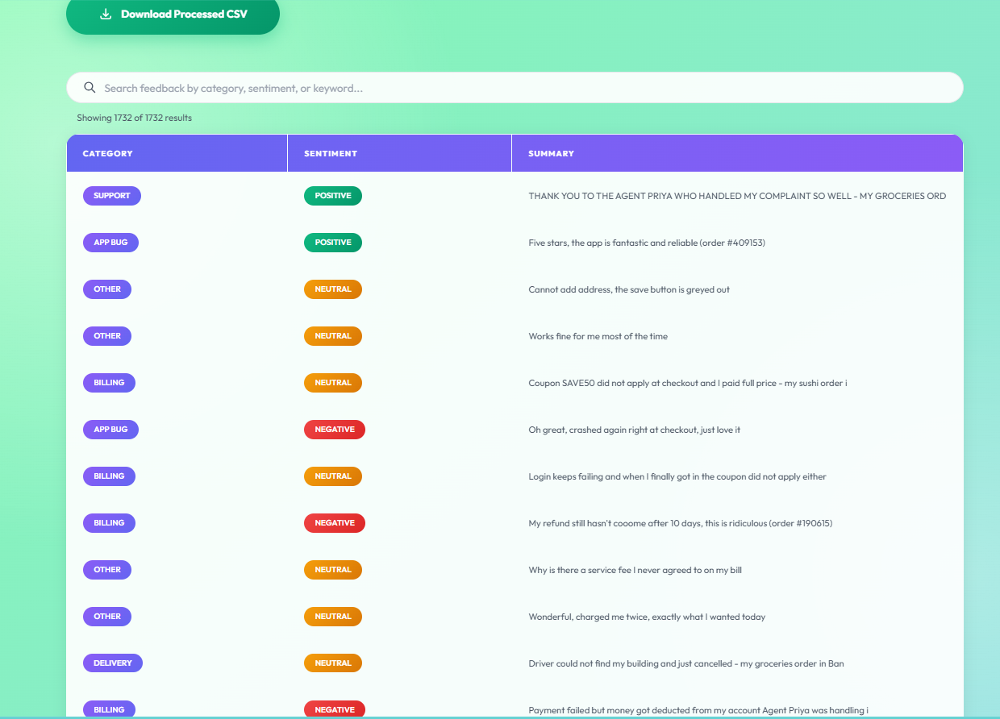 Download Processed CSV
Search feedback by category, sentiment, or keyword...
Showing 1732 of 1732 results
CATEGORY SENTIMENT SUMMARY
SUPPORT POSITIVE THANK YOU TO THE AGENT PRIYA WHO HANDLED MY COMPLAINT SO WELL - MY GROCERIES ORD
APP BUG POSITIVE Five stars, the app is fantastic and reliable (order #409153)
OTHER NEUTRAL Cannot add address, the save button is greyed out
OTHER NEUTRAL Works fine for me most of the time
BILLING NEUTRAL Coupon SAVE50 did not apply at checkout and I paid full price - my sushi order i
APP BUG NEGATIVE Oh great, crashed again right at checkout, just love it
BILLING NEUTRAL Login keeps failing and when I finally got in the coupon did not apply either
BILLING NEGATIVE My refund still hasn't cooome after 10 days, this is ridiculous (order #190615)
OTHER NEUTRAL Why is there a service fee I never agreed to on my bill
OTHER NEUTRAL Wonderful, charged me twice, exactly what I wanted today
DELIVERY NEUTRAL Driver could not find my building and just cancelled - my groceries order in Ban
BILLING NEGATIVE Payment failed but money got deducted from my account Agent Priya was handling i